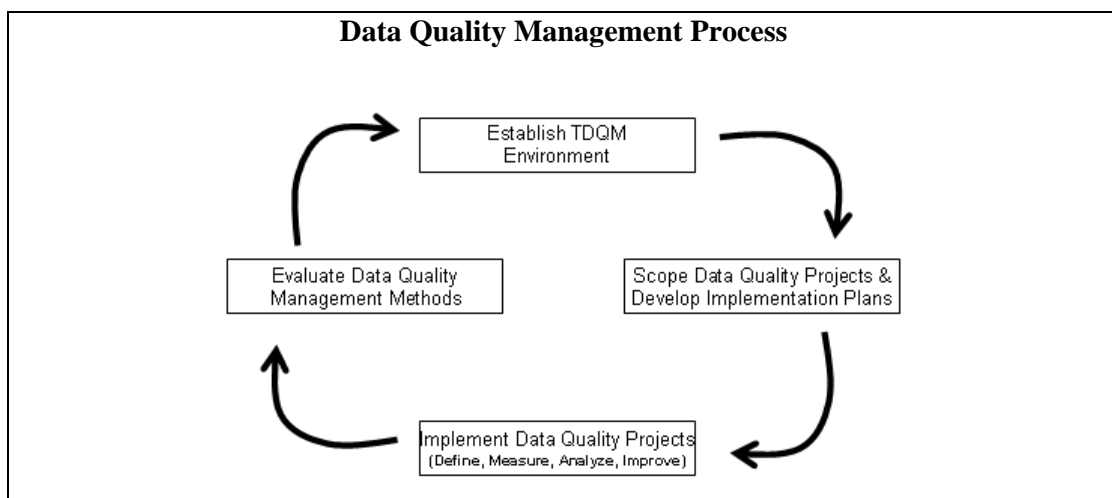 Data Quality Management Process
Establish TDQM
Environment
Scope Data Quality Projects &
Develop Implementation Plans
Implement Data Quality Projects
(Define, Measure, Analyze, Improve)
Evaluate Data Quality
Management Methods